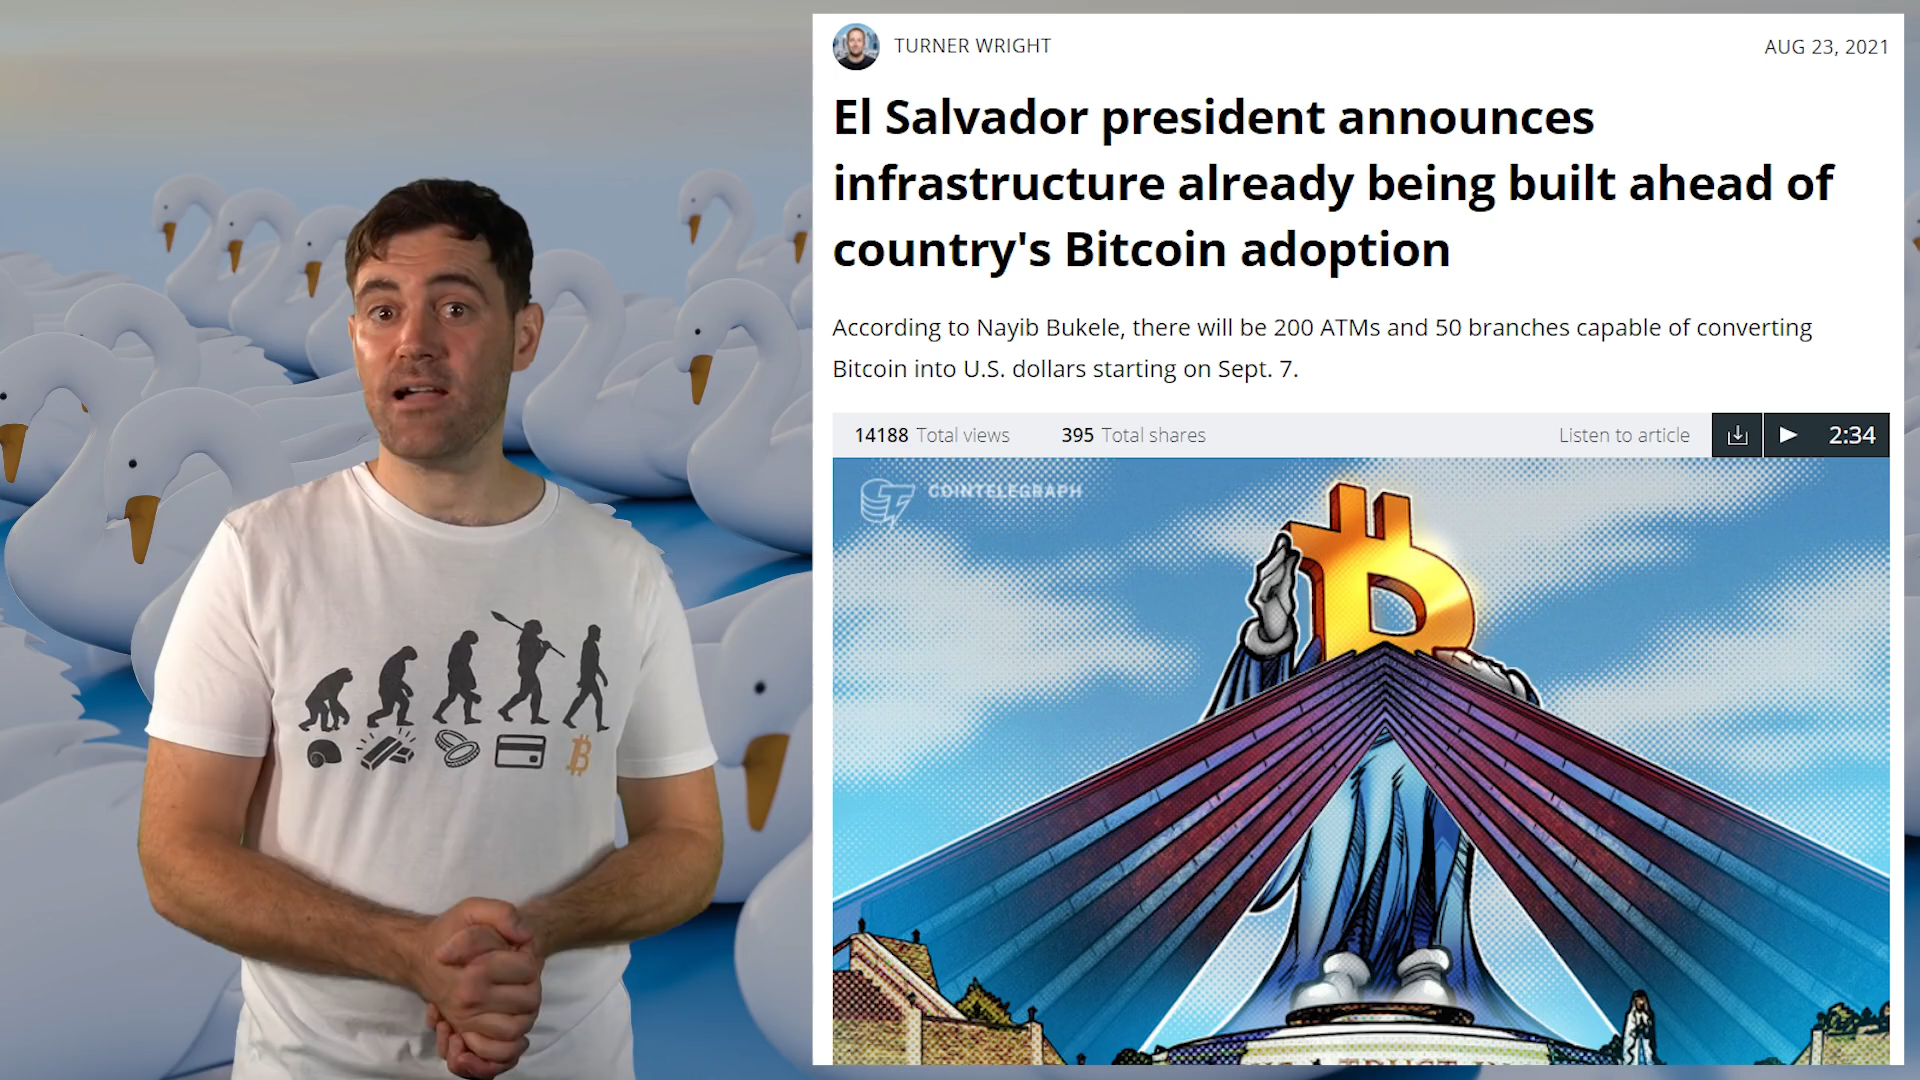 TURNER WRIGHT
AUG 23, 2021
El Salvador president announces
infrastructure already being built ahead of
country's Bitcoin adoption
According to Nayib Bukele, there will be 200 ATMs and 50 branches capable of converting
Bitcoin into U.S. dollars starting on Sept. 7.
14188 Total views 395 Total shares
Listen to article 2:34
COINTELEGRAPH